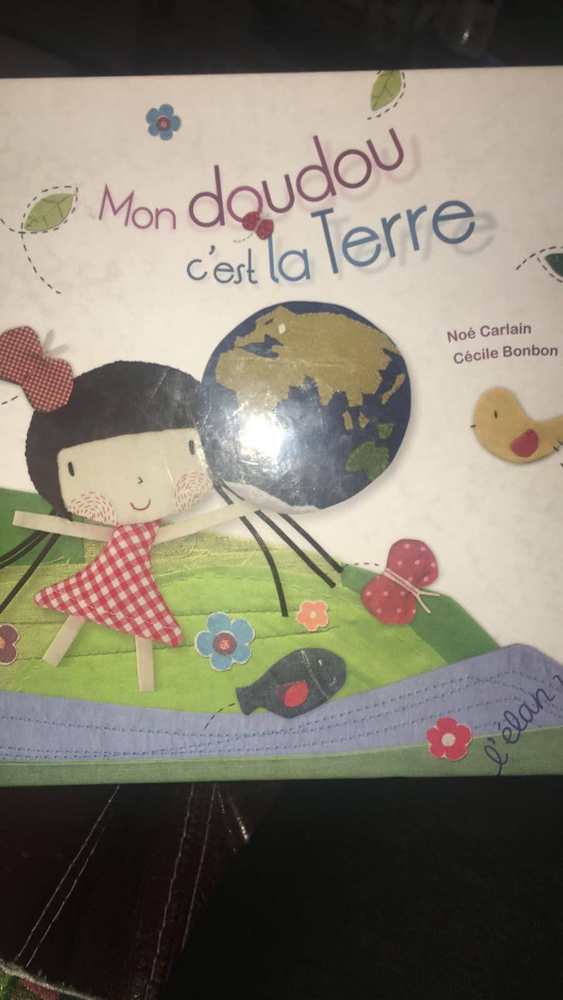 Mon doudou
c'est la Terre
Noé Carlain
Cécile Bonbon
l'élan